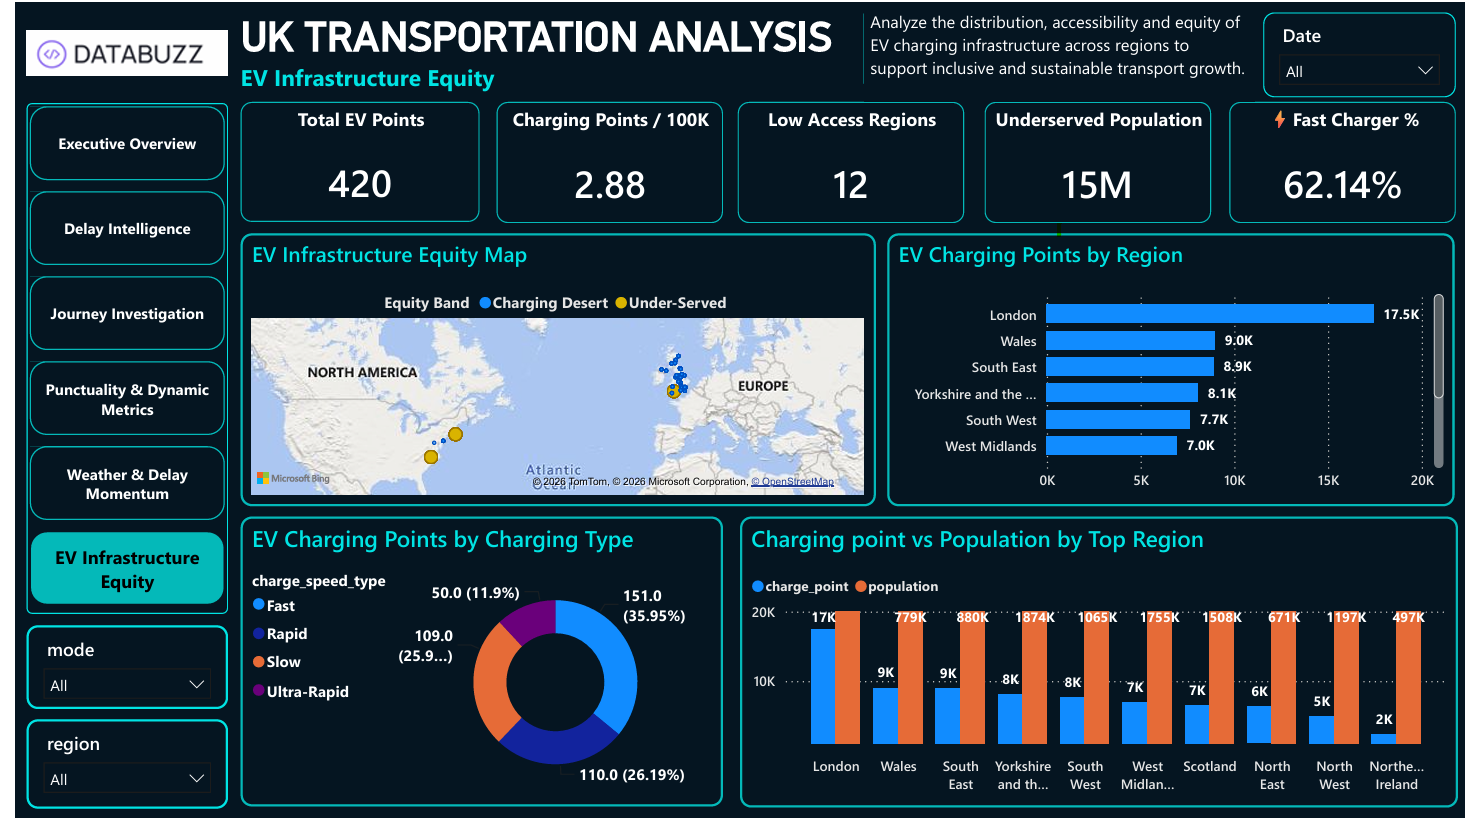 DATABUZZ
UK TRANSPORTATION ANALYSIS
EV Infrastructure Equity
Analyze the distribution, accessibility and equity of
EV charging infrastructure across regions to
support inclusive and sustainable transport growth.
Date
All
Executive Overview
Delay Intelligence
Journey Investigation
Punctuality & Dynamic
Metrics
Weather & Delay
Momentum
EV Infrastructure
Equity
mode
All
region
All
Total EV Points
420
Charging Points / 100K
2.88
Low Access Regions
12
Underserved Population
15M
Fast Charger %
62.14%
EV Infrastructure Equity Map
Equity Band Charging Desert Under-Served
NORTH AMERICA
EUROPE
Atlantic
Ocean
Microsoft Bing
© 2026 TomTom, © 2026 Microsoft Corporation, © OpenStreetMap
EV Charging Points by Region
London 17.5K
Wales 9.0K
South East 8.9K
Yorkshire and the ... 8.1K
South West 7.7K
West Midlands 7.0K
0K 5K 10K 15K 20K
EV Charging Points by Charging Type
charge_speed_type
Fast
Rapid
Slow
Ultra-Rapid
50.0 (11.9%)
151.0
(35.95%)
109.0
(25.9...)
110.0 (26.19%)
Charging point vs Population by Top Region
charge_point population
20K
10K
17K 779K 880K 1874K 1065K 1755K 1508K 671K 1197K 497K
9K 9K 8K 8K 7K 7K 6K 5K 2K
London
Wales
South
East
Yorkshire
and th...
South
West
West
Midlan...
Scotland
North
East
North
West
Northe...
Ireland